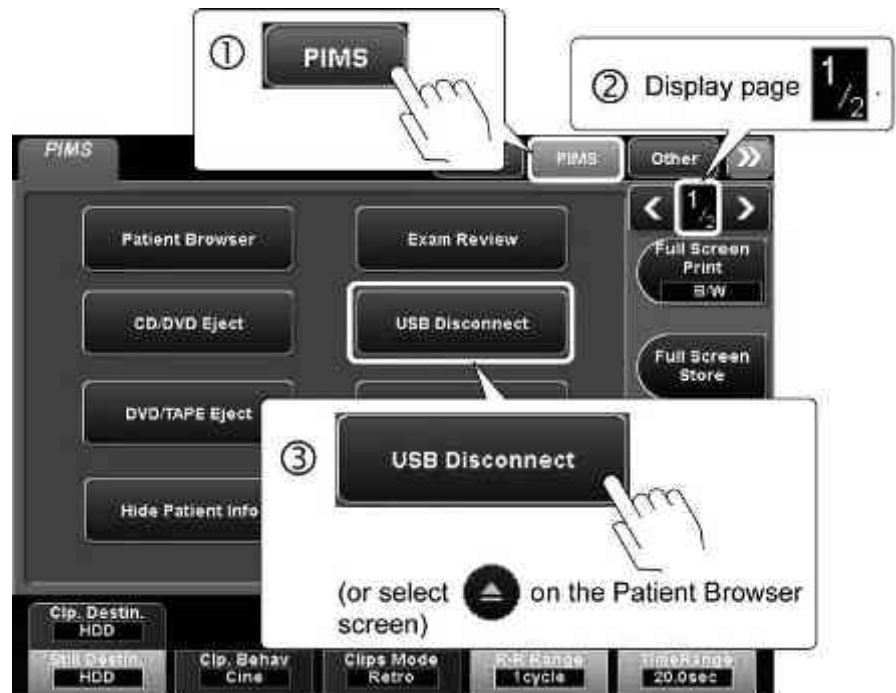 ① PIMS
② Display page 1/2 .
PIMS
PIMS
Other
1/2
Patient Browser
Exam Review
Full Screen
Print
B/W
CD/DVD Eject
USB Disconnect
Full Screen
Store
DVD/TAPE Eject
③ USB Disconnect
Hide Patient Info
(or select on the Patient Browser
screen)
Clp. Destin.
HDD
Still Destin.
HDD
Clp. Behav
Cine
Clips Mode
Retro
R-R Range
1cycle
TimeRange
20.0sec